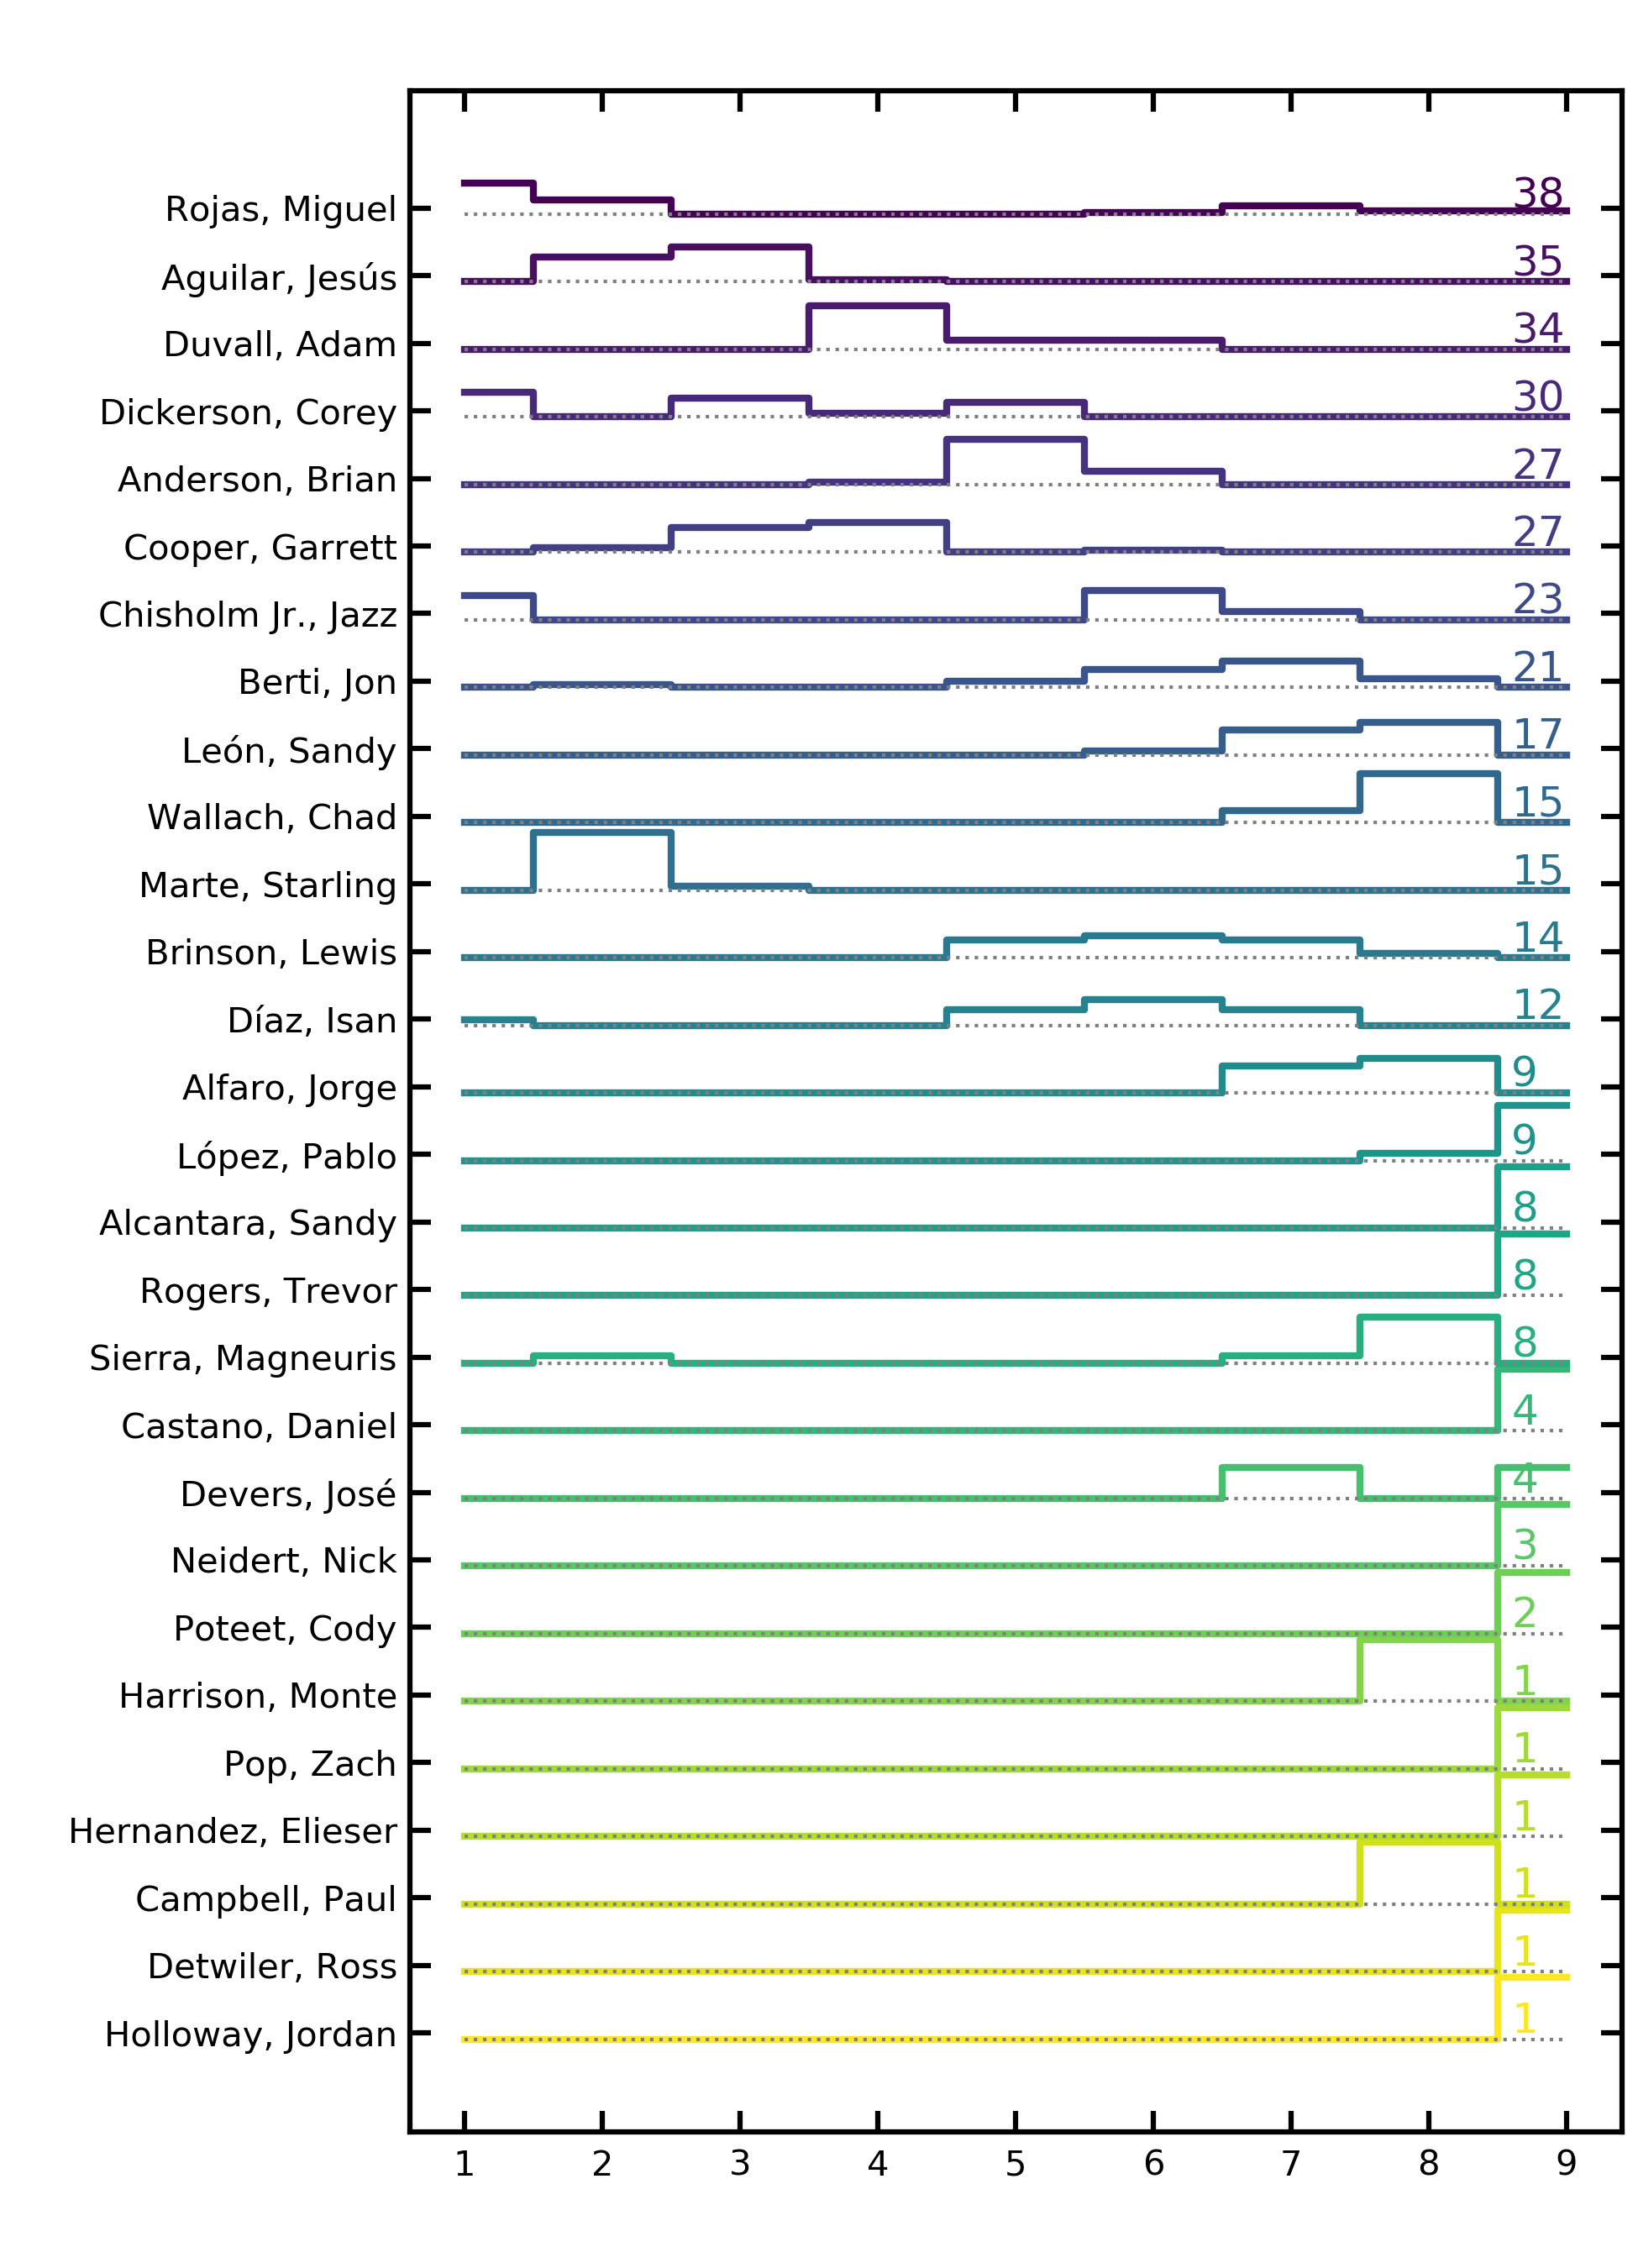 Rojas, Miguel 38
Aguilar, Jesús 35
Duvall, Adam 34
Dickerson, Corey 30
Anderson, Brian 27
Cooper, Garrett 27
Chisholm Jr., Jazz 23
Berti, Jon 21
León, Sandy 17
Wallach, Chad 15
Marte, Starling 15
Brinson, Lewis 14
Díaz, Isan 12
Alfaro, Jorge 9
López, Pablo 9
Alcantara, Sandy 8
Rogers, Trevor 8
Sierra, Magneuris 8
Castano, Daniel 4
Devers, José 4
Neidert, Nick 3
Poteet, Cody 2
Harrison, Monte 1
Pop, Zach 1
Hernandez, Elieser 1
Campbell, Paul 1
Detwiler, Ross 1
Holloway, Jordan 1
1 2 3 4 5 6 7 8 9